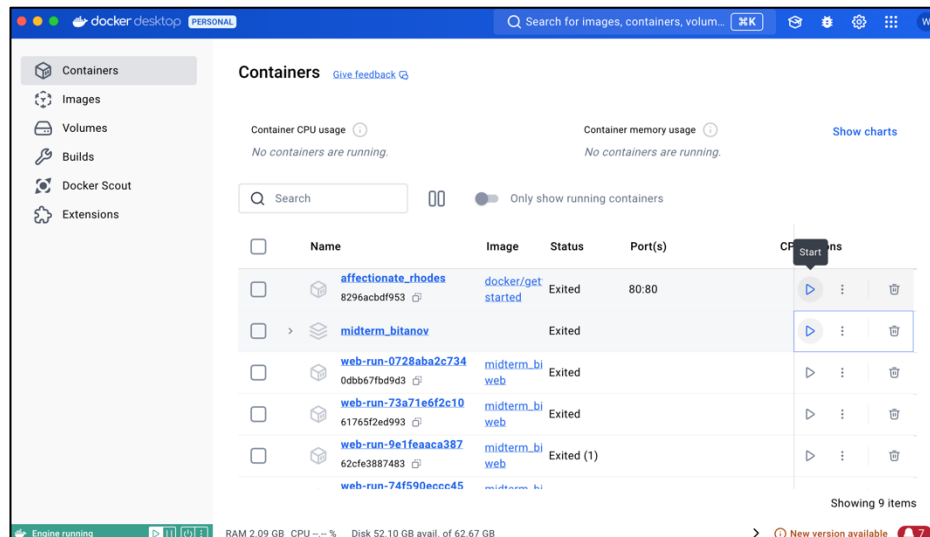 docker desktop PERSONAL
Search for images, containers, volum... ⌘K
W
Containers
Images
Volumes
Builds
Docker Scout
Extensions
Containers Give feedback
Container CPU usage
No containers are running.
Container memory usage
No containers are running.
Show charts
Search
Only show running containers
Name Image Status Port(s)
Start
affectionate_rhodes
8296acbdf953
docker/get
started
Exited
80:80
midterm_bitanov
Exited
web-run-0728aba2c734
0dbb67fbd9d3
midterm_bi
web
Exited
web-run-73a71e6f2c10
61765f2ed993
midterm_bi
web
Exited
web-run-9e1feaaca387
62cfe3887483
midterm_bi
web
Exited (1)
web-run-74f590eccc45
midterm_bi
Showing 9 items
Engine running
RAM 2.09 GB CPU --.-- % Disk 52.10 GB avail. of 62.67 GB
New version available
7